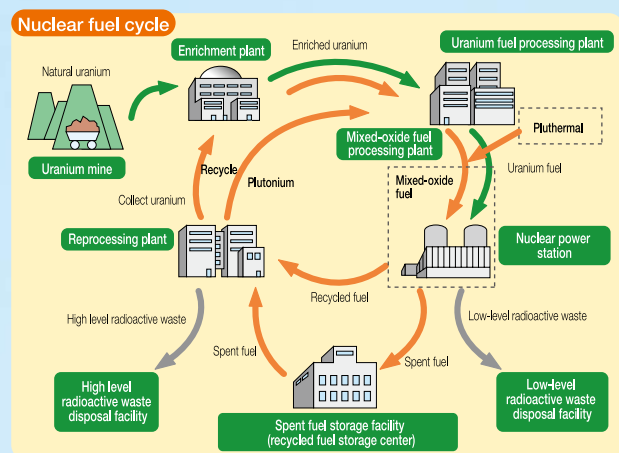 Nuclear fuel cycle
Enrichment plant
Enriched uranium
Uranium fuel processing plant
Natural uranium
Pluthermal
Mixed-oxide fuel
processing plant
Uranium mine
Recycle
Plutonium
Uranium fuel
Mixed-oxide
fuel
Collect uranium
Reprocessing plant
Nuclear power
station
Recycled fuel
High level radioactive waste
Low-level radioactive waste
Spent fuel
Spent fuel
High level
radioactive waste
disposal facility
Low-level
radioactive waste
disposal facility
Spent fuel storage facility
(recycled fuel storage center)